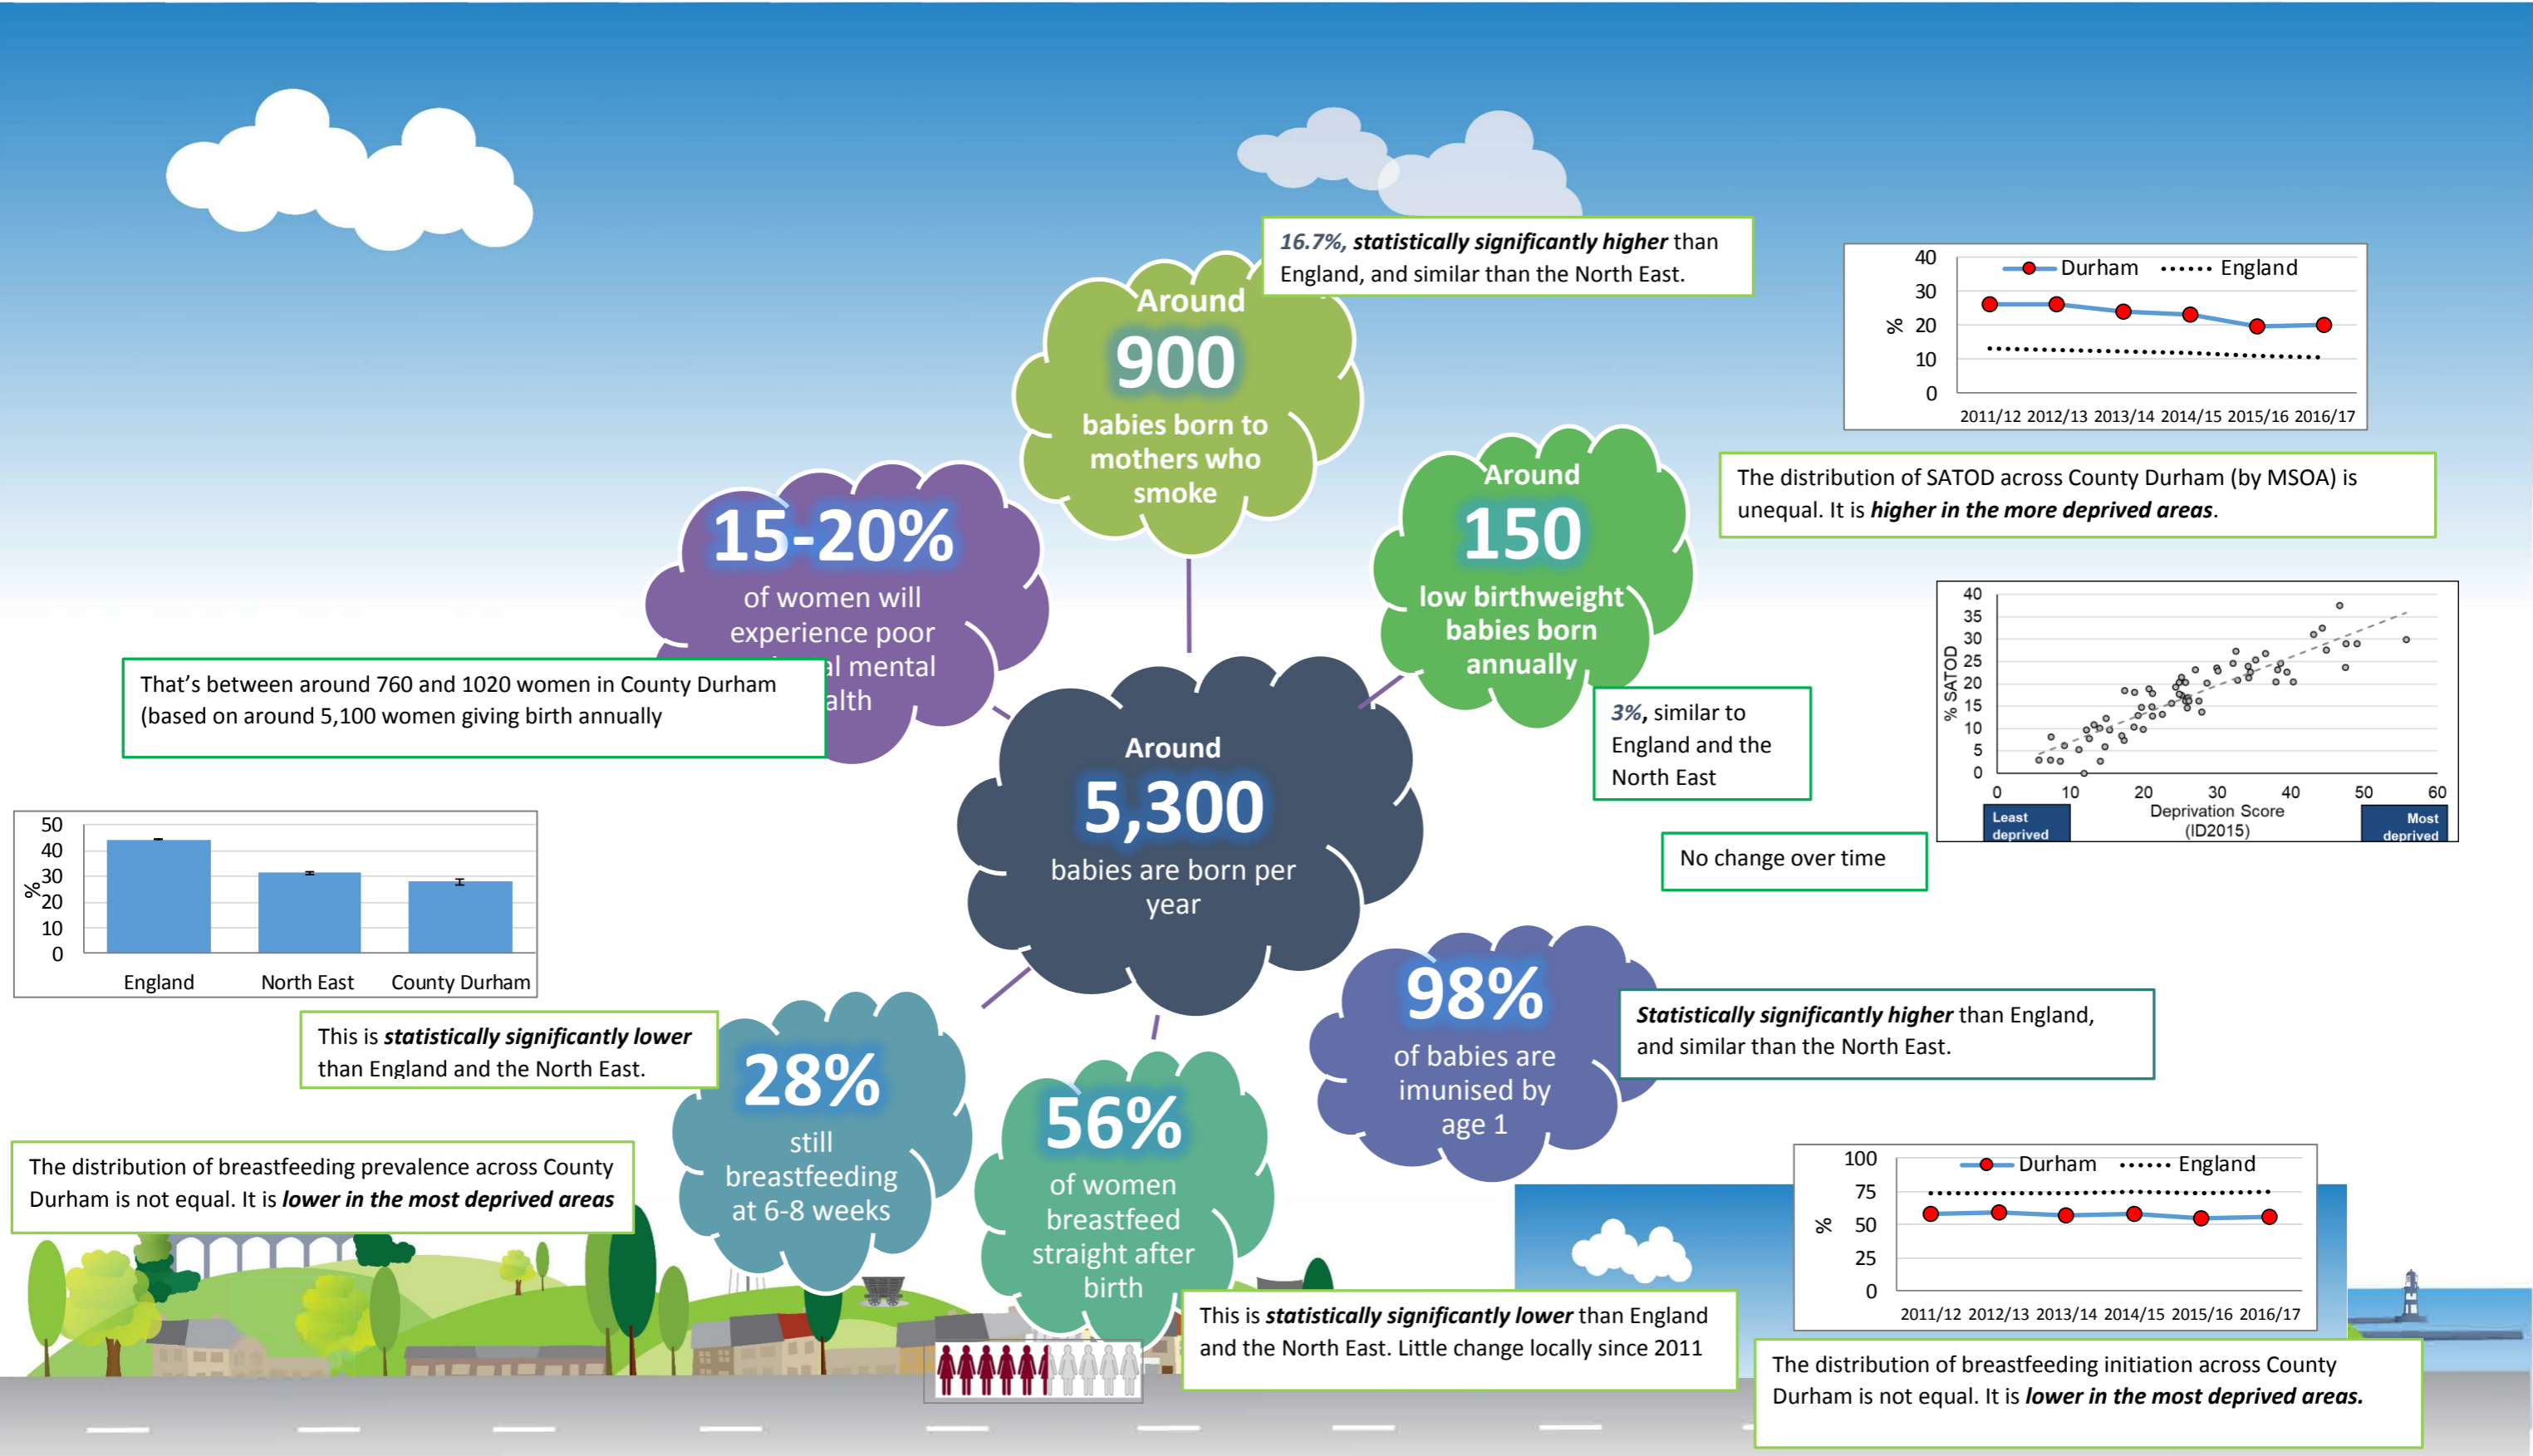 16.7%, statistically significantly higher than
England, and similar than the North East.
Around
900
babies born to
mothers who
smoke
40
30
20
10
0
%
Durham
England
2011/12 2012/13 2013/14 2014/15 2015/16 2016/17
The distribution of SATOD across County Durham (by MSOA) is
unequal. It is higher in the more deprived areas.
15-20%
of women will
experience poor
al mental
alth
That's between around 760 and 1020 women in County Durham
(based on around 5,100 women giving birth annually
Around
150
low birthweight
babies born
annually
3%, similar to
England and the
North East
No change over time
40
35
30
25
20
15
10
5
0
% SATOD
0 10 20 30 40 50 60
Deprivation Score
(ID2015)
Least
deprived
Most
deprived
Around
5,300
babies are born per
year
50
40
30
20
10
0
%
England North East County Durham
This is statistically significantly lower
than England and the North East.
28%
still
breastfeeding
at 6-8 weeks
The distribution of breastfeeding prevalence across County
Durham is not equal. It is lower in the most deprived areas
56%
of women
breastfeed
straight after
birth
This is statistically significantly lower than England
and the North East. Little change locally since 2011
98%
of babies are
imunised by
age 1
Statistically significantly higher than England,
and similar than the North East.
100
75
50
25
0
%
Durham
England
2011/12 2012/13 2013/14 2014/15 2015/16 2016/17
The distribution of breastfeeding initiation across County
Durham is not equal. It is lower in the most deprived areas.